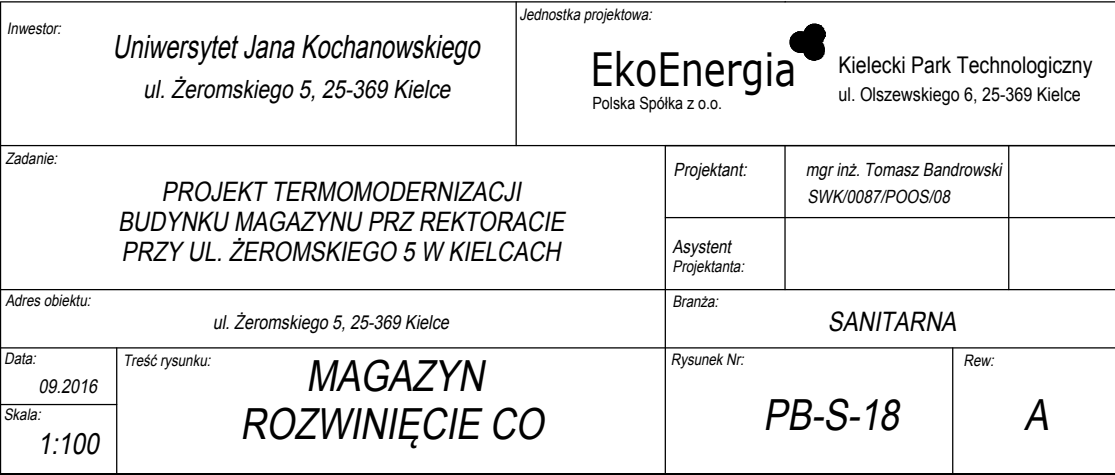 Inwestor:
Uniwersytet Jana Kochanowskiego
ul. Żeromskiego 5, 25-369 Kielce
Jednostka projektowa:
EkoEnergia
Polska Spółka z o.o.
Kielecki Park Technologiczny
ul. Olszewskiego 6, 25-369 Kielce
Zadanie:
PROJEKT TERMOMODERNIZACJI
BUDYNKU MAGAZYNU PRZ REKTORACIE
PRZY UL. ŻEROMSKIEGO 5 W KIELCACH
Projektant:
mgr inż. Tomasz Bandrowski
SWK/0087/POOS/08
Asystent
Projektanta:
Adres obiektu:
ul. Żeromskiego 5, 25-369 Kielce
Branża:
SANITARNA
Data:
09.2016
Skala:
1:100
Treść rysunku:
MAGAZYN
ROZWINIĘCIE CO
Rysunek Nr:
PB-S-18
Rew:
A